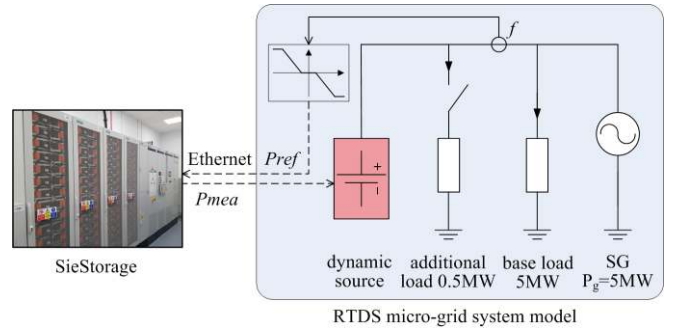 f
Ethernet Pref
Pmea
SieStorage
dynamic source
additional load 0.5MW
base load 5MW
SG Pg=5MW
RTDS micro-grid system model